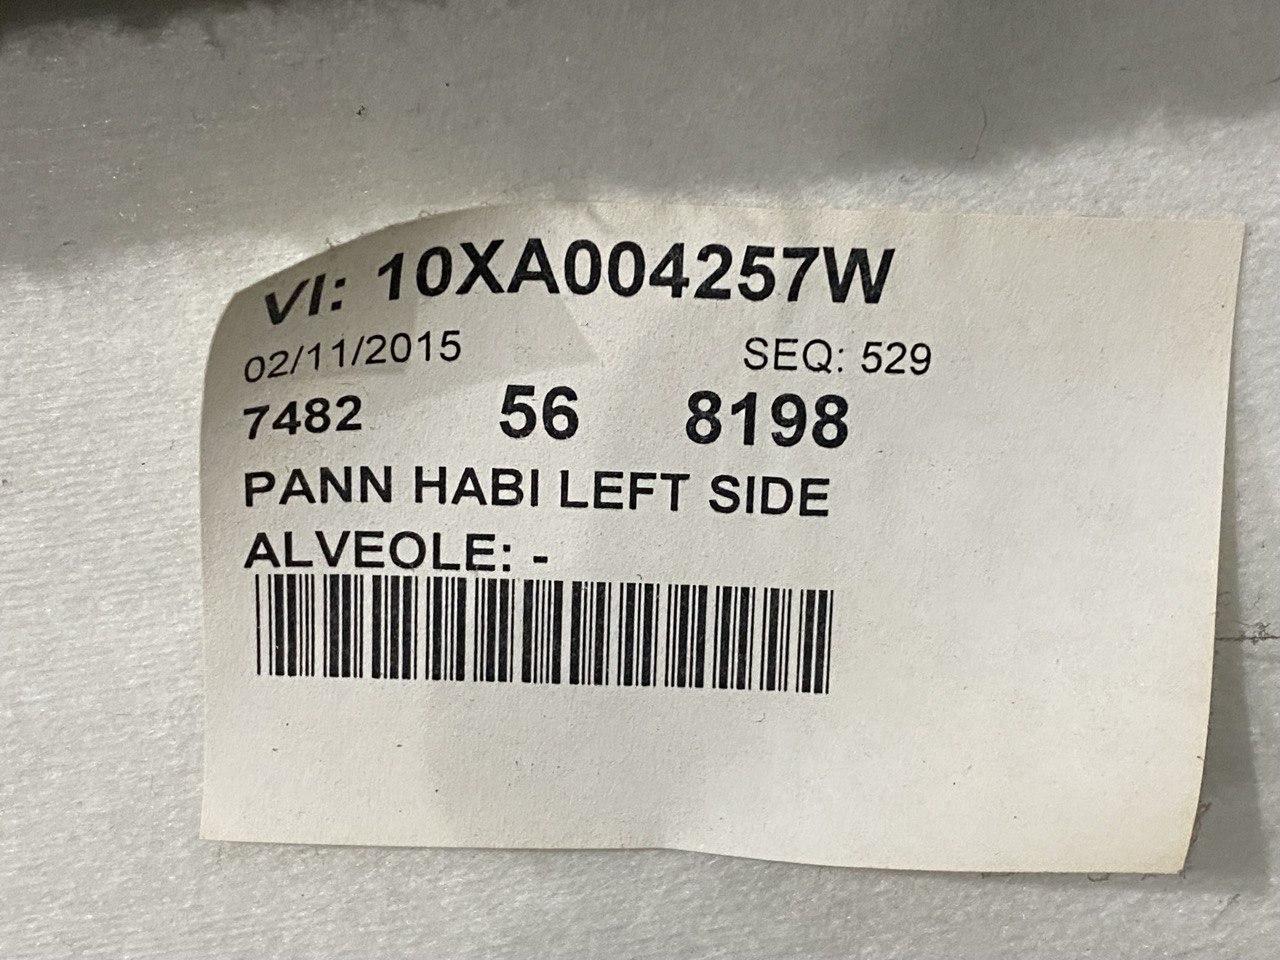 VI: 10XA004257W
02/11/2015 SEQ: 529
7482 56 8198
PANN HABI LEFT SIDE
ALVEOLE: -